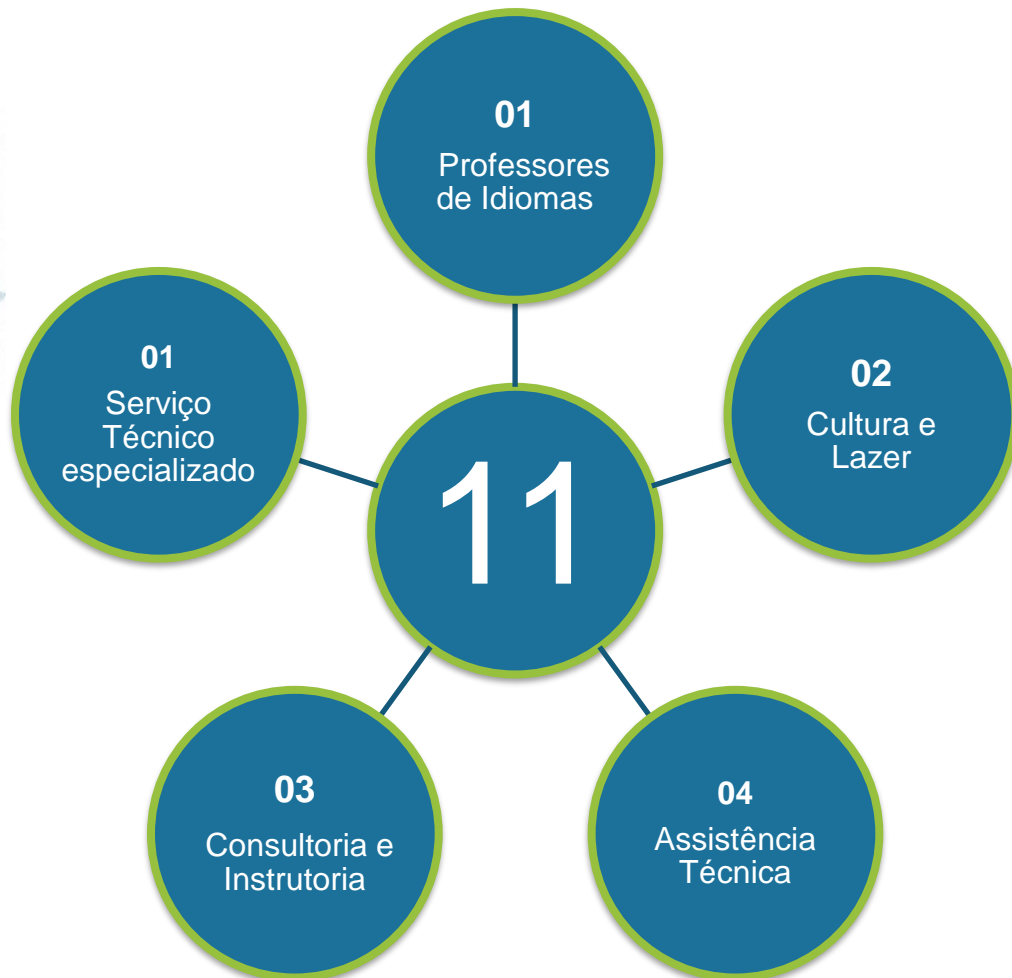 01
Professores
de Idiomas
01
Serviço
Técnico
especializado
02
Cultura e
Lazer
11
03
Consultoria e
Instrutoria
04
Assistência
Técnica